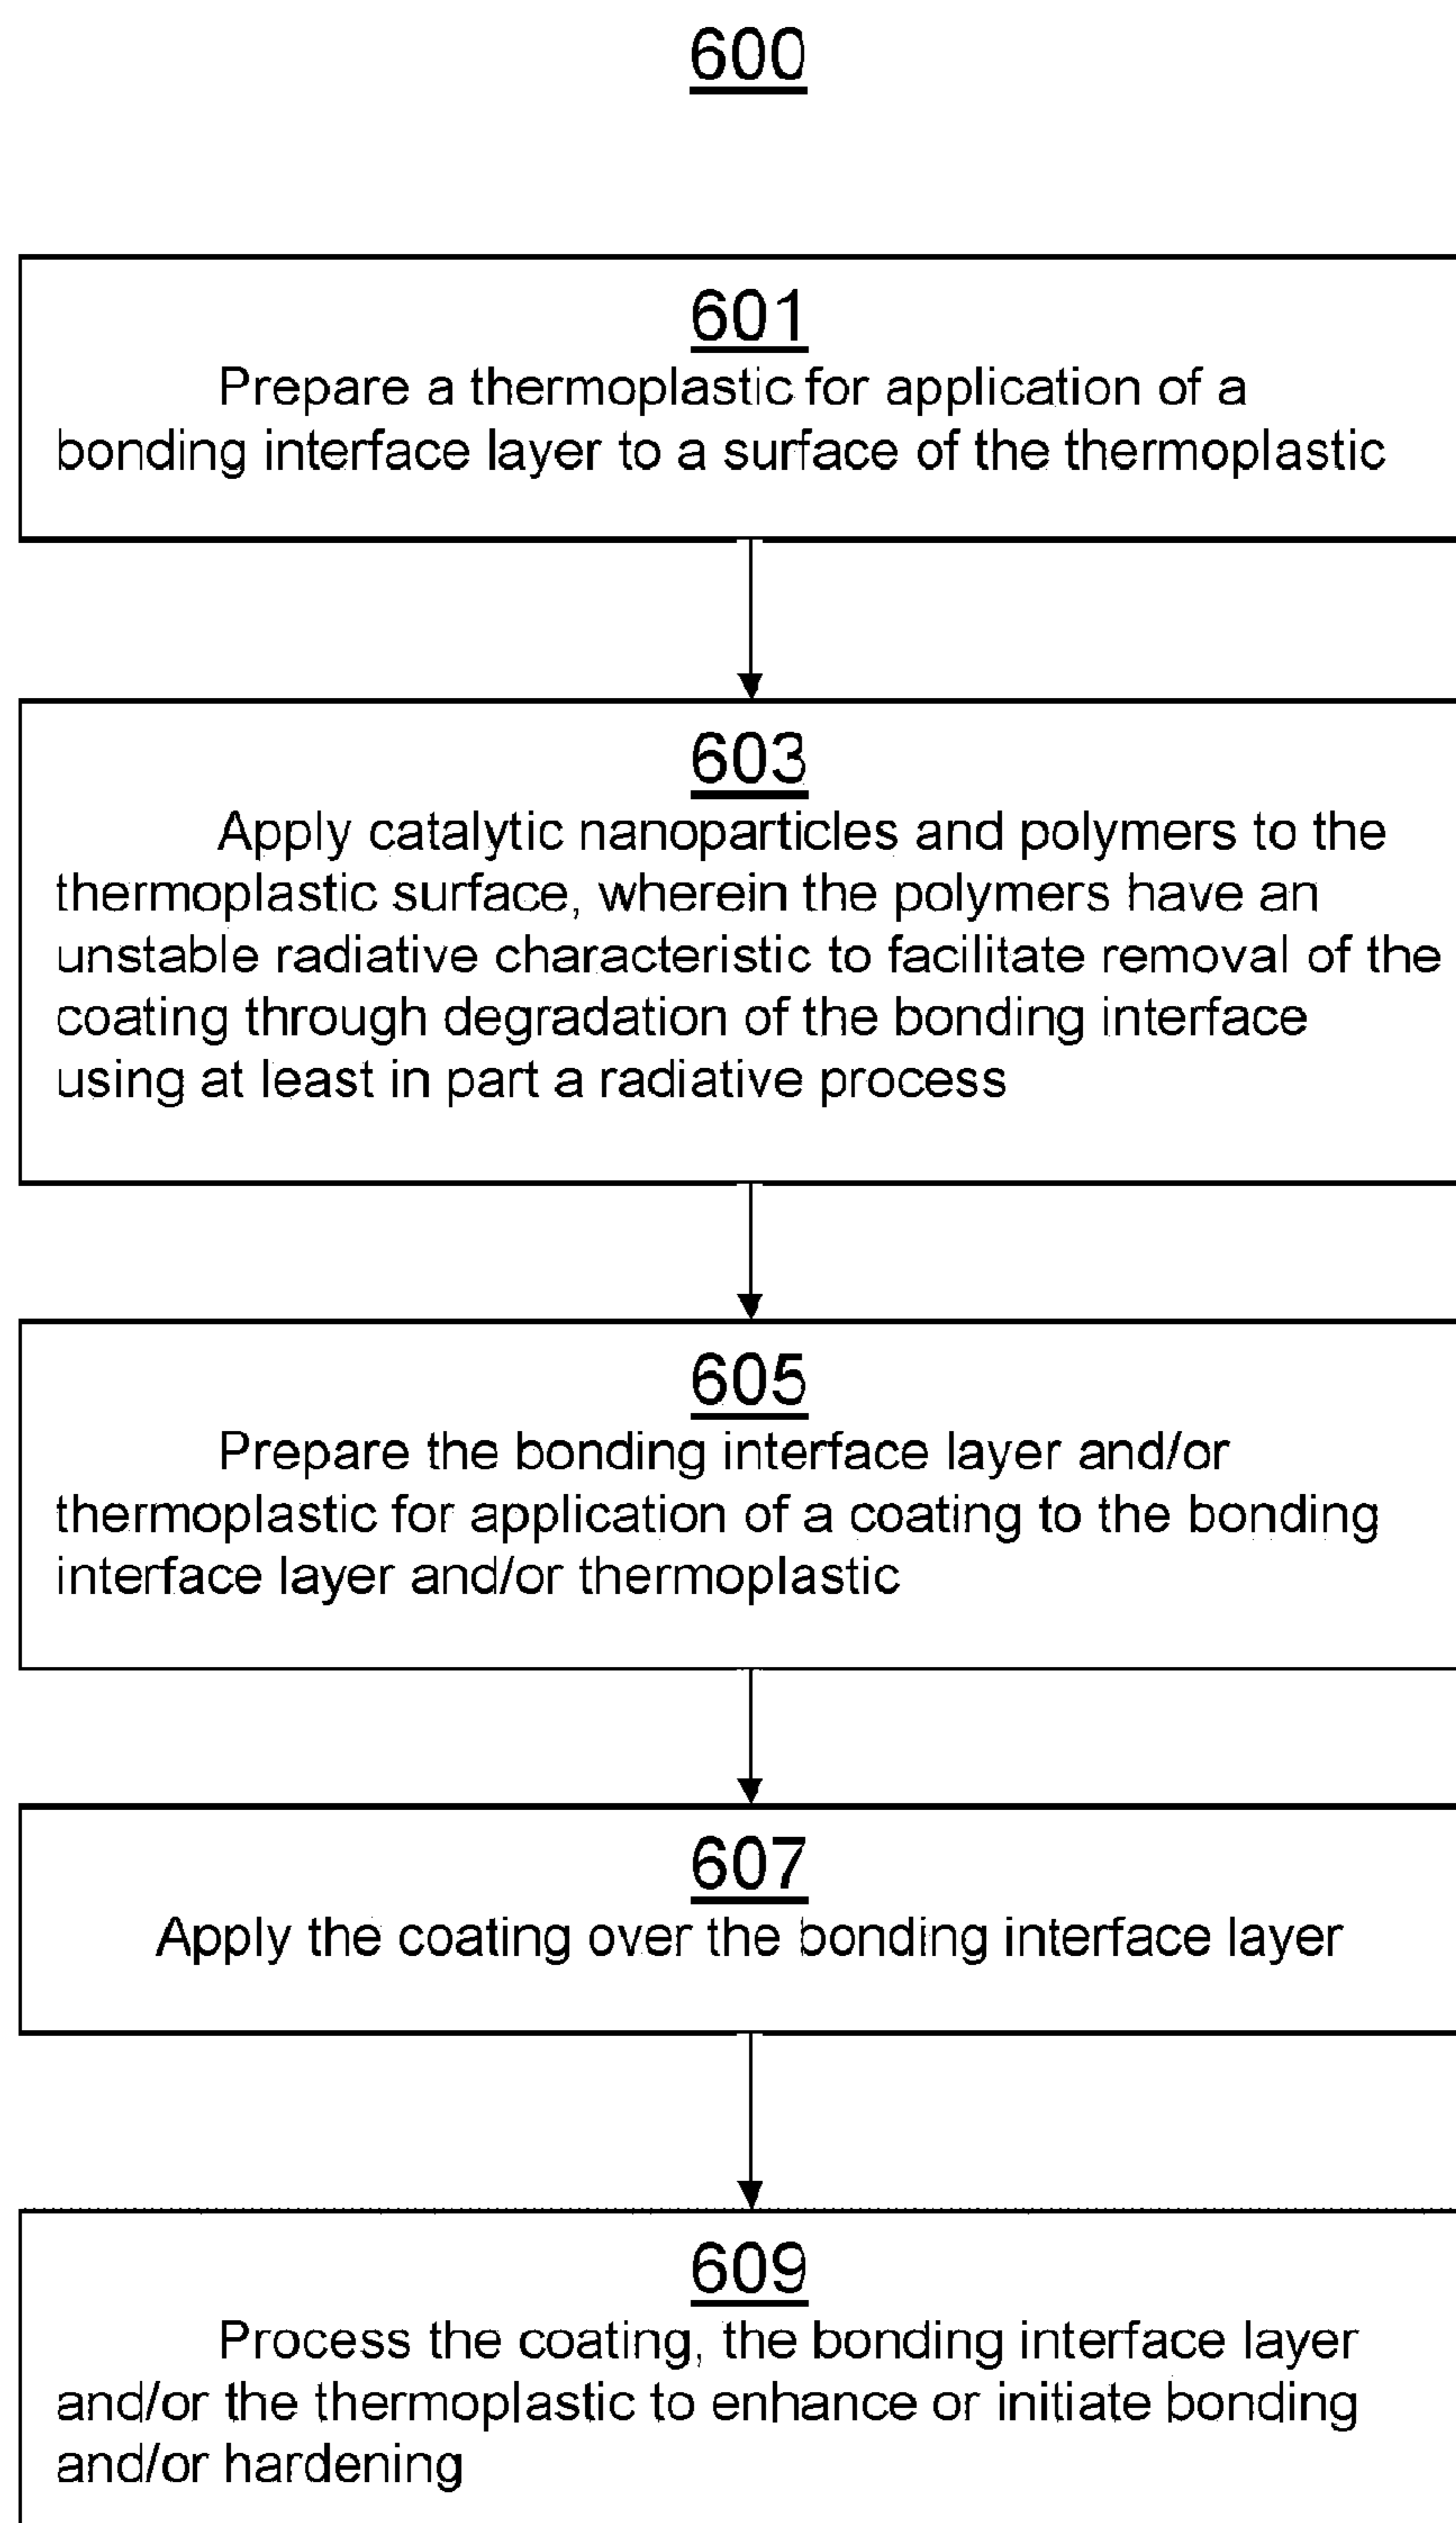 600
601
Prepare a thermoplastic for application of a
bonding interface layer to a surface of the thermoplastic
603
Apply catalytic nanoparticles and polymers to the
thermoplastic surface, wherein the polymers have an
unstable radiative characteristic to facilitate removal of the
coating through degradation of the bonding interface
using at least in part a radiative process
605
Prepare the bonding interface layer and/or
thermoplastic for application of a coating to the bonding
interface layer and/or thermoplastic
607
Apply the coating over the bonding interface layer
609
Process the coating, the bonding interface layer
and/or the thermoplastic to enhance or initiate bonding
and/or hardening